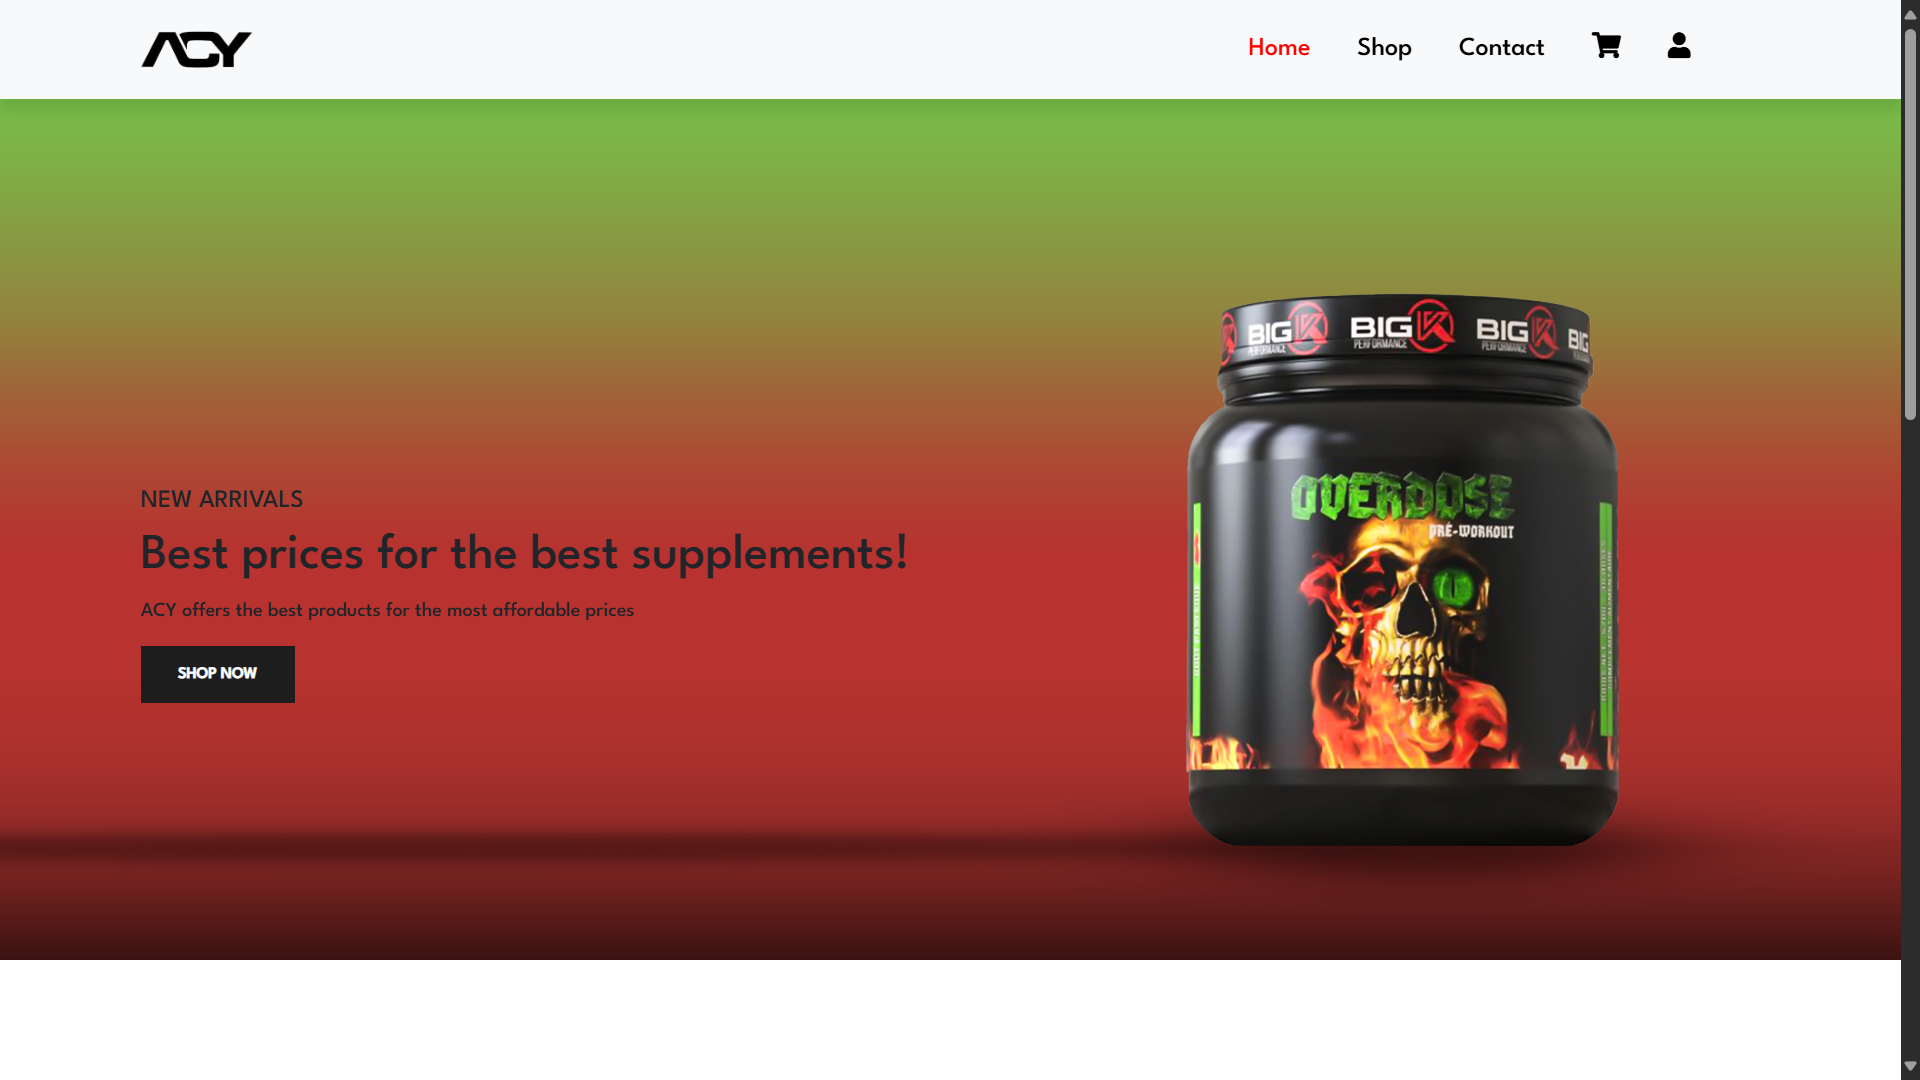 ACY
Home
Shop
Contact
BIG K BIG K BIG K BIG
PERFORMANCE PERFORMANCE PERFORMANCE
OVERDOSE
PRÉ-WORKOUT
NEW ARRIVALS
Best prices for the best supplements!
ACY offers the best products for the most affordable prices
SHOP NOW